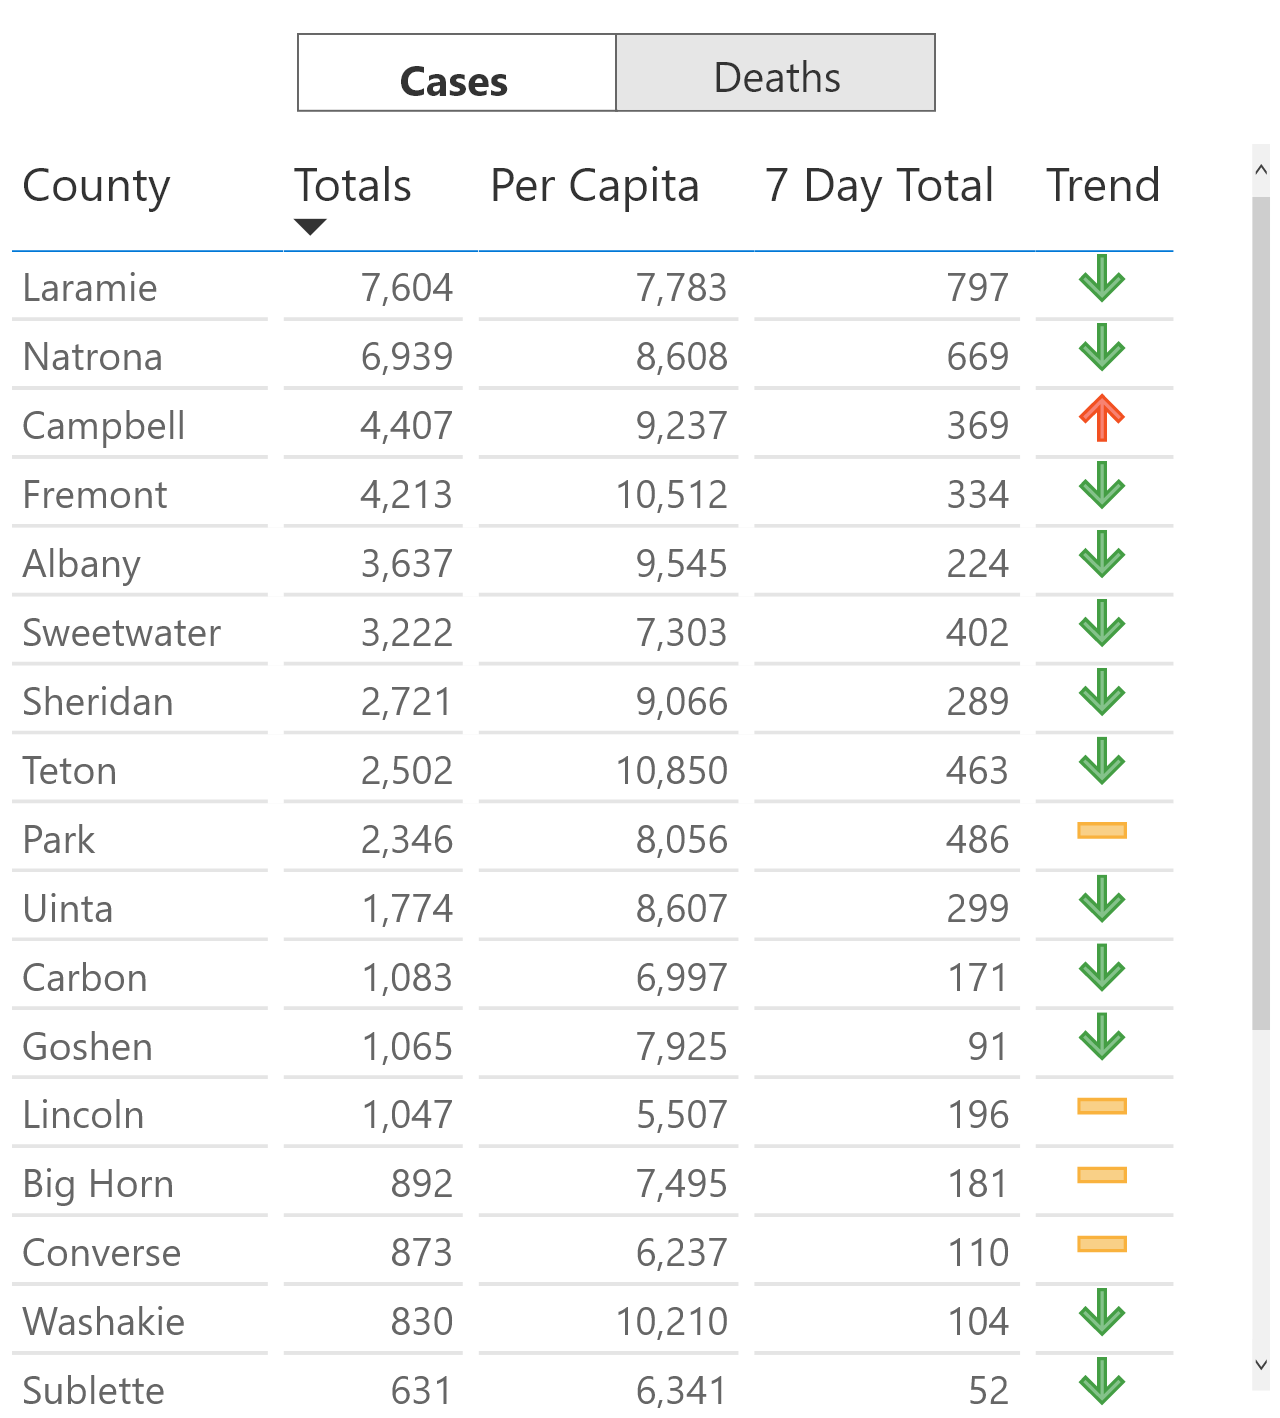 Cases Deaths
County Totals Per Capita 7 Day Total Trend
Laramie 7,604 7,783 797
Natrona 6,939 8,608 669
Campbell 4,407 9,237 369
Fremont 4,213 10,512 334
Albany 3,637 9,545 224
Sweetwater 3,222 7,303 402
Sheridan 2,721 9,066 289
Teton 2,502 10,850 463
Park 2,346 8,056 486
Uinta 1,774 8,607 299
Carbon 1,083 6,997 171
Goshen 1,065 7,925 91
Lincoln 1,047 5,507 196
Big Horn 892 7,495 181
Converse 873 6,237 110
Washakie 830 10,210 104
Sublette 631 6,341 52